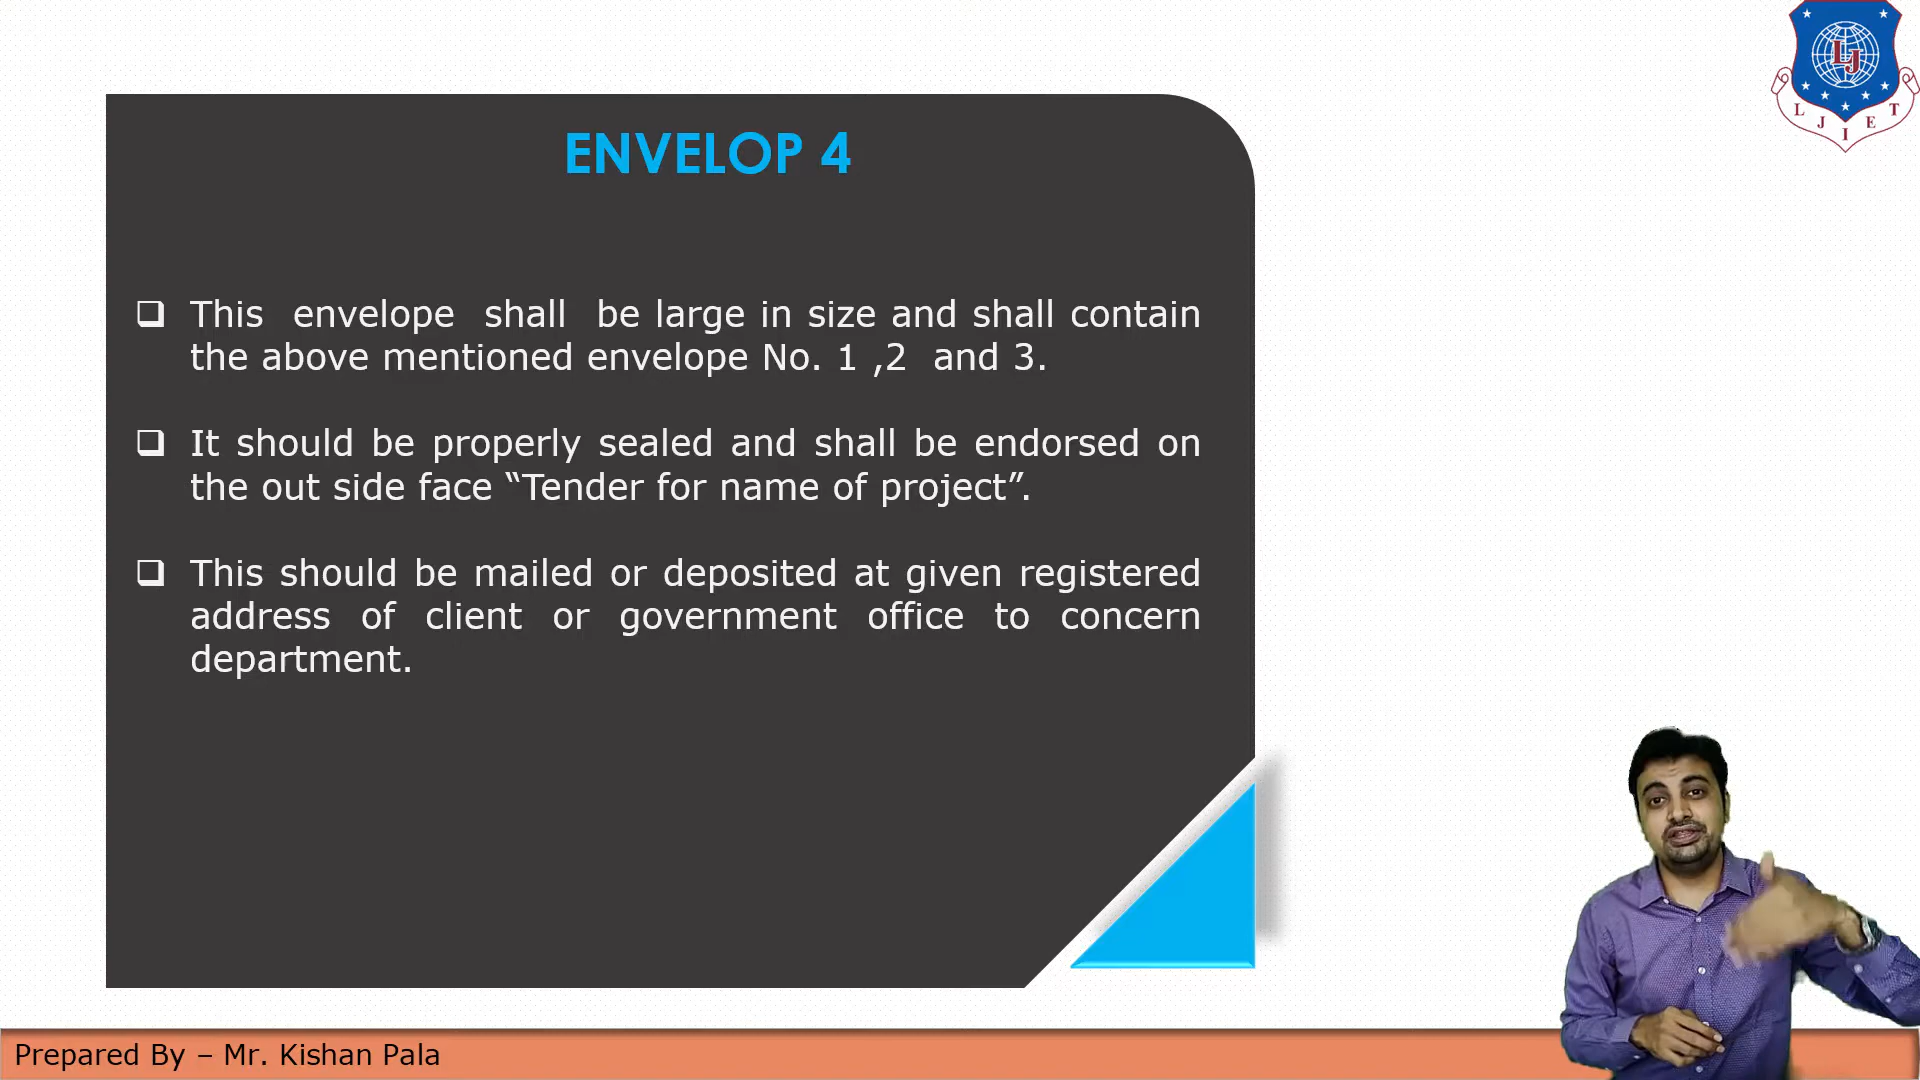 ENVELOP 4
This envelope shall be large in size and shall contain
the above mentioned envelope No. 1 ,2 and 3.
It should be properly sealed and shall be endorsed on
the out side face “Tender for name of project”.
This should be mailed or deposited at given registered
address of client or government office to concern
department.
LJ
L J I E T
Prepared By – Mr. Kishan Pala